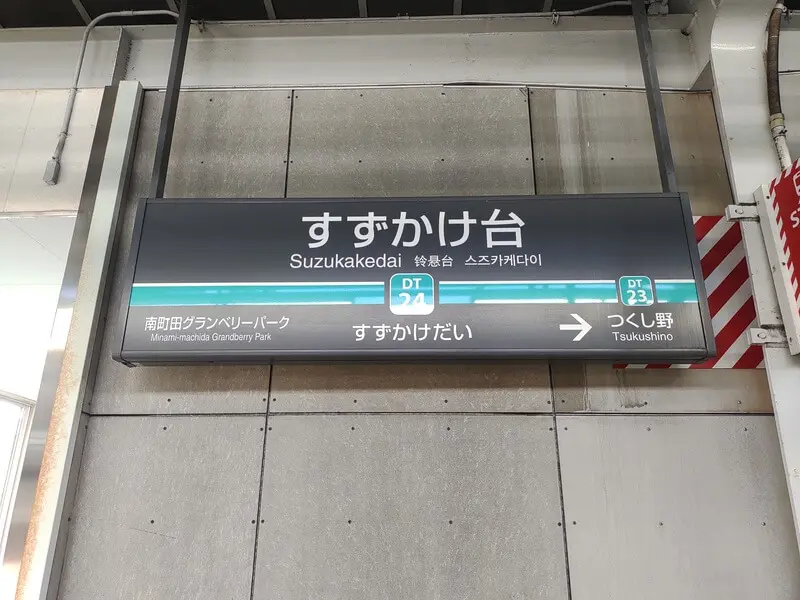 すずかけ台
Suzukakedai 铃悬台 스즈카케다이
DT
24
DT
23
南町田グランベリーパーク
Minami-machida Grandberry Park
すずかけだい
→ つくし野
Tsukushino